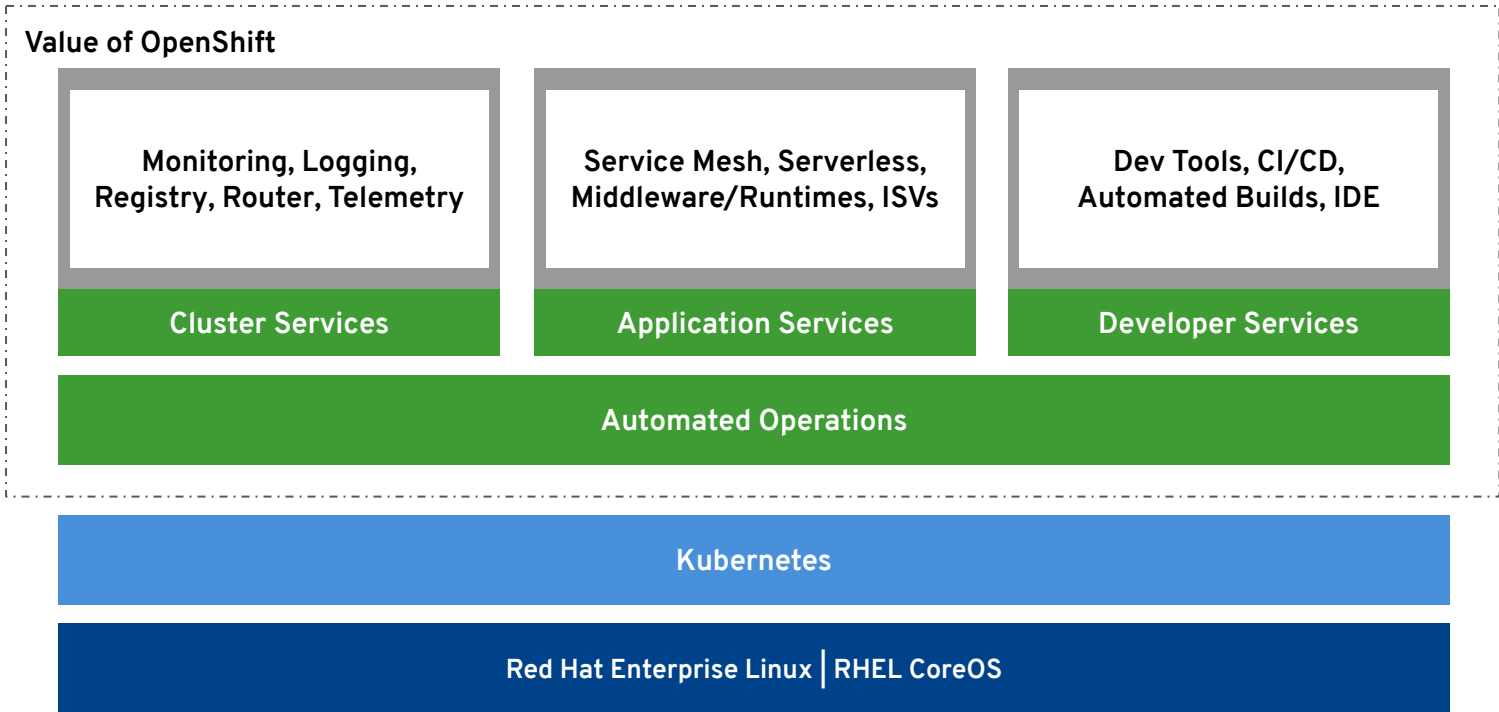 Value of OpenShift
Monitoring, Logging,
Registry, Router, Telemetry
Service Mesh, Serverless,
Middleware/Runtimes, ISVs
Dev Tools, CI/CD,
Automated Builds, IDE
Cluster Services
Application Services
Developer Services
Automated Operations
Kubernetes
Red Hat Enterprise Linux | RHEL CoreOS